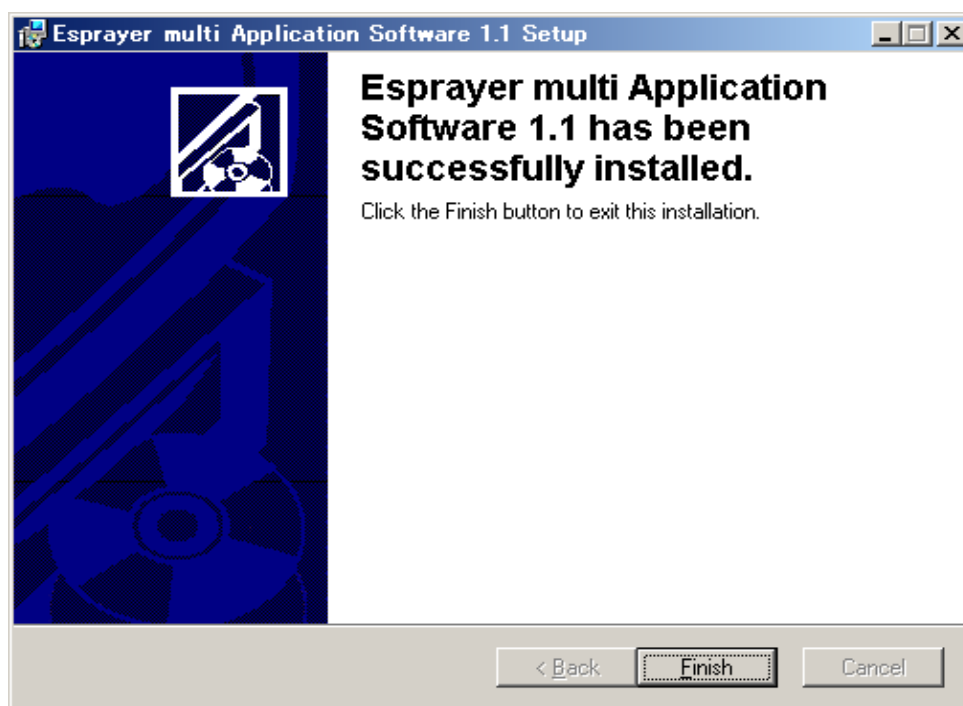 Esprayer multi Application Software 1.1 Setup
Esprayer multi Application
Software 1.1 has been
successfully installed.
Click the Finish button to exit this installation.
< Back
Finish
Cancel